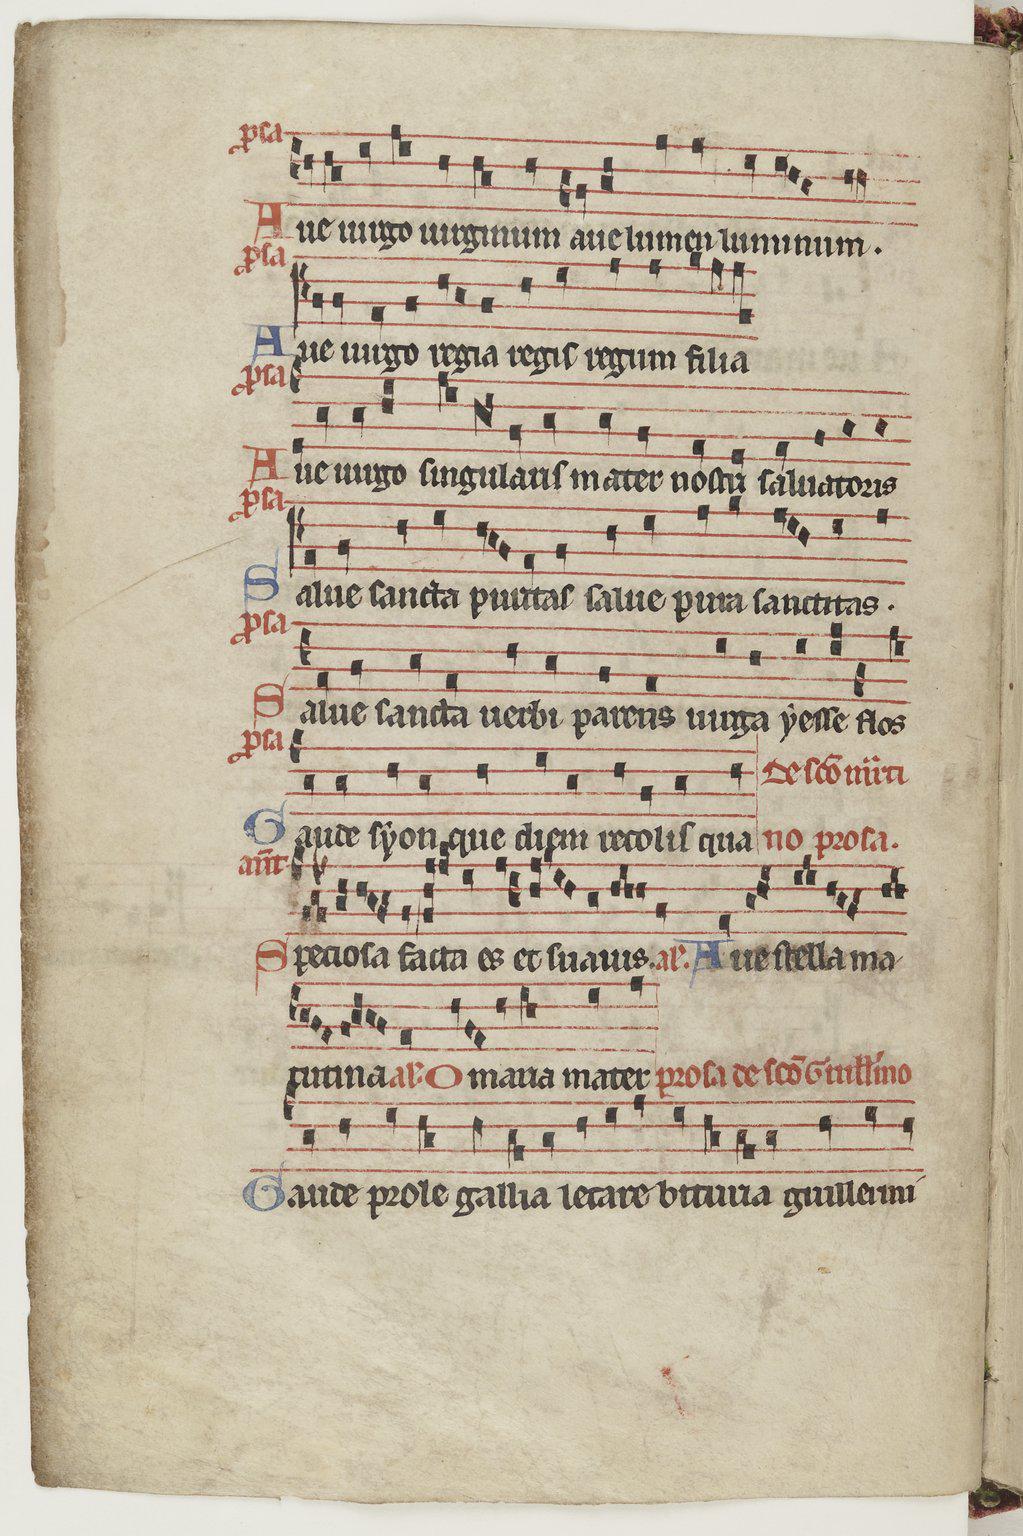 psa
Aue uirgo uirginum aue lumen luminum.
psa
Aue uirgo regia regis regum filia
psa
Aue uirgo singularis mater nostri saluatoris
psa
Salue sancta puritas salue pura sanctitas.
psa
Salue sancta uerbi parens uirga yesse flos
psa
de sco mrti
Gaude syon que diem recolis qua no prosa.
ant
Speciosa facta es et suauis. al. Aue stella ma
tutina al. O maria mater prosa de sco Guillmo
Gaude prole gallia letare bituria guillermi